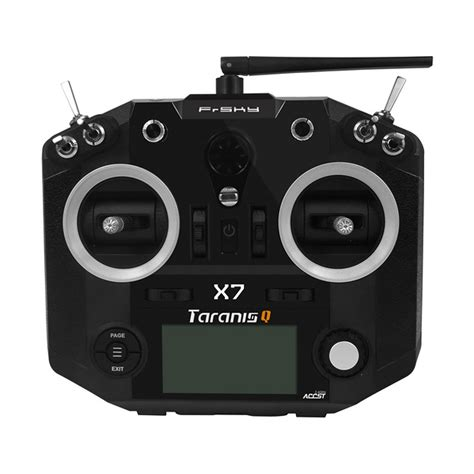 FrSKY
X7
Taranis Q
PAGE
EXIT
ACCST